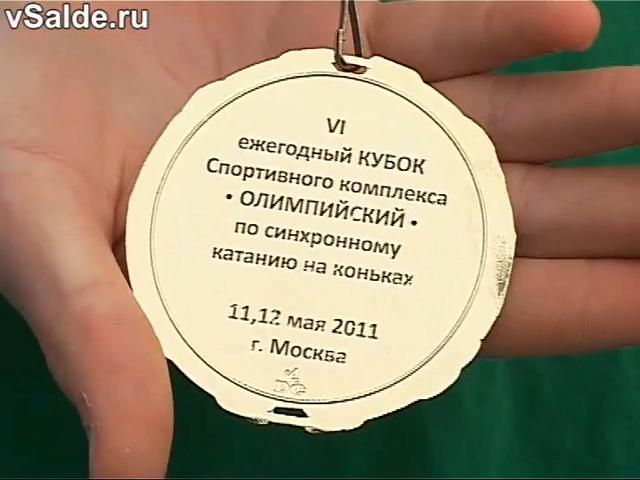 vSalde.ru
VI
ежегодный КУБОК
Спортивного комплекса
• ОЛИМПИЙСКИЙ •
по синхронному
катанию на коньках
11,12 мая 2011
г. Москва